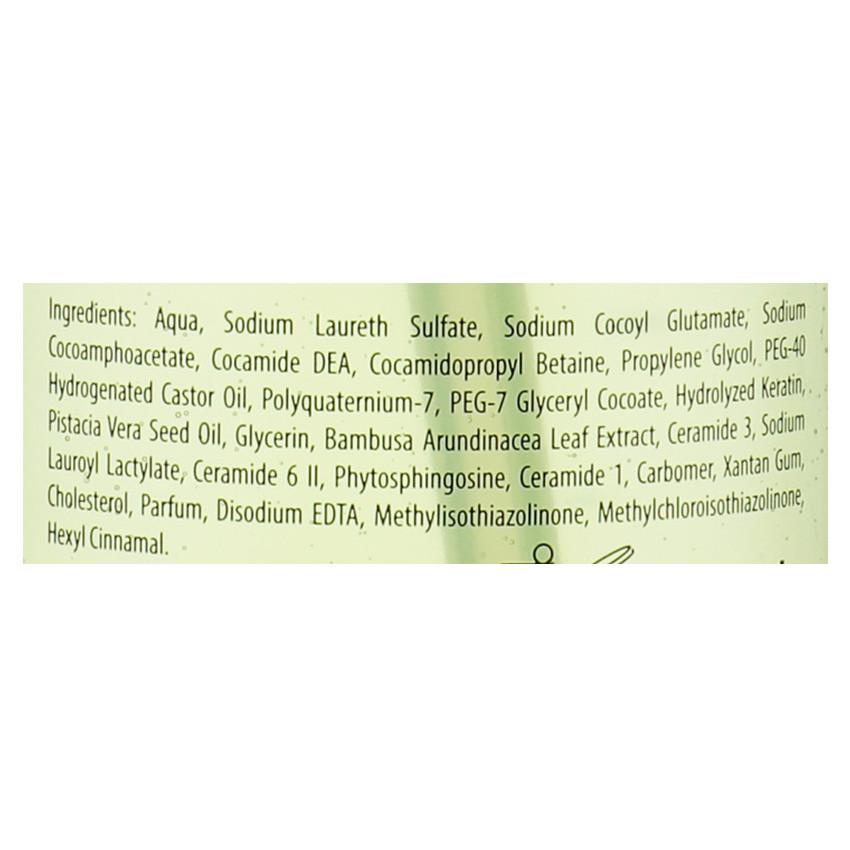 Ingredients: Aqua, Sodium Laureth Sulfate, Sodium Cocoyl Glutamate, Sodium
Cocoamphoacetate, Cocamide DEA, Cocamidopropyl Betaine, Propylene Glycol, PEG-40
Hydrogenated Castor Oil, Polyquaternium-7, PEG-7 Glyceryl Cocoate, Hydrolyzed Keratin,
Pistacia Vera Seed Oil, Glycerin, Bambusa Arundinacea Leaf Extract, Ceramide 3, Sodium
Lauroyl Lactylate, Ceramide 6 II, Phytosphingosine, Ceramide 1, Carbomer, Xantan Gum,
Cholesterol, Parfum, Disodium EDTA, Methylisothiazolinone, Methylchloroisothiazolinone,
Hexyl Cinnamal.